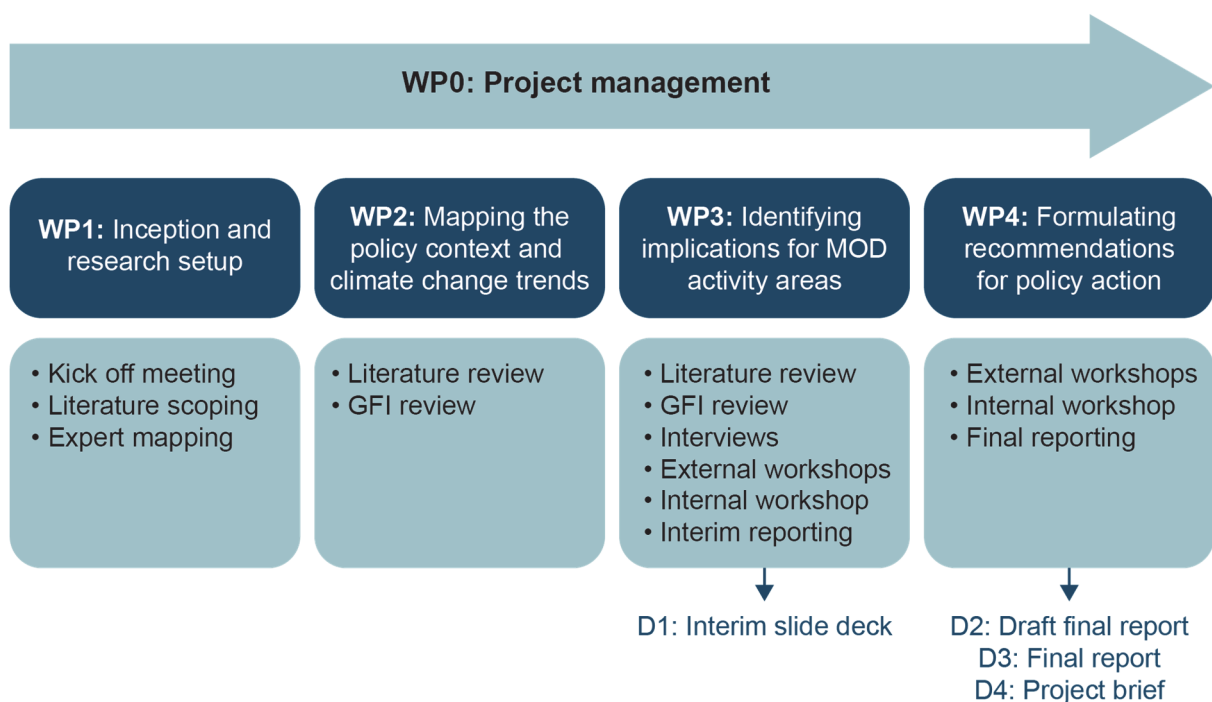 WP0: Project management
WP1: Inception and
research setup
WP2: Mapping the
policy context and
climate change trends
WP3: Identifying
implications for MOD
activity areas
WP4: Formulating
recommendations
for policy action
• Kick off meeting
• Literature scoping
• Expert mapping
• Literature review
• GFI review
• Literature review
• GFI review
• Interviews
• External workshops
• Internal workshop
• Interim reporting
• External workshops
• Internal workshop
• Final reporting
D1: Interim slide deck
D2: Draft final report
D3: Final report
D4: Project brief